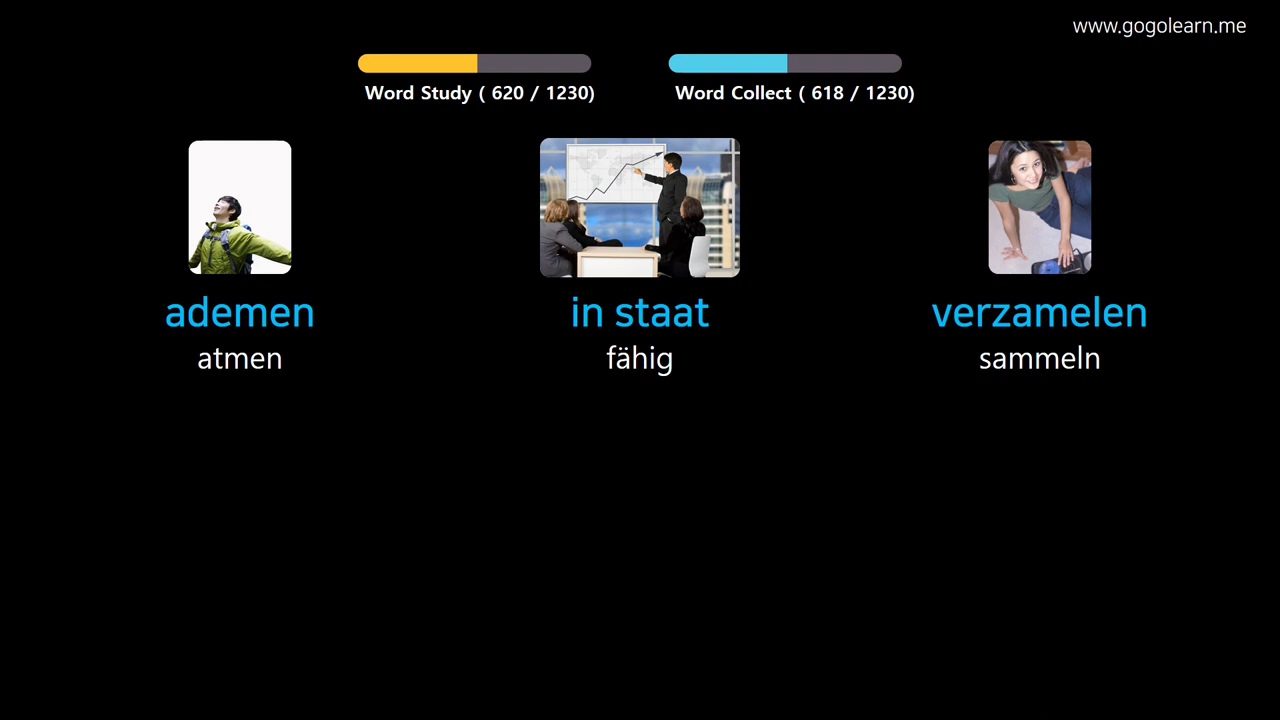 www.gogolearn.me
Word Study ( 620 / 1230)
Word Collect ( 618 / 1230)
ademen
in staat
verzamelen
atmen
fähig
sammeln